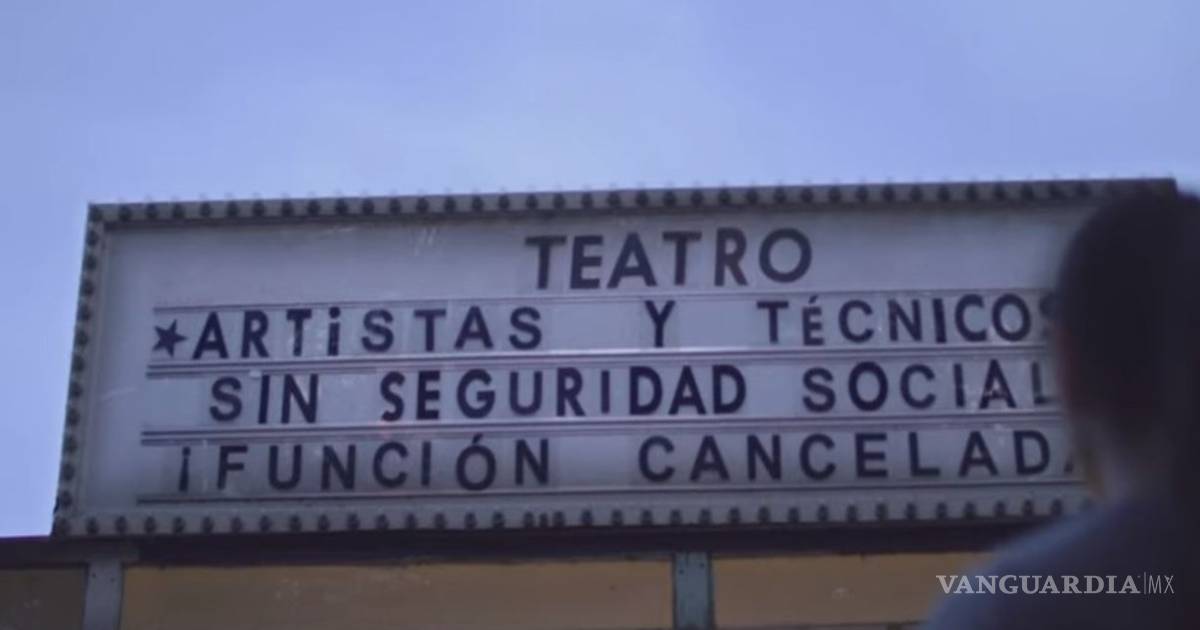 TEATRO
★ARTiSTAS Y TÉCNICOS
SIN SEGURIDAD SOCIAL
¡FUNCIÓN CANCELADA
VANGUARDIA|MX